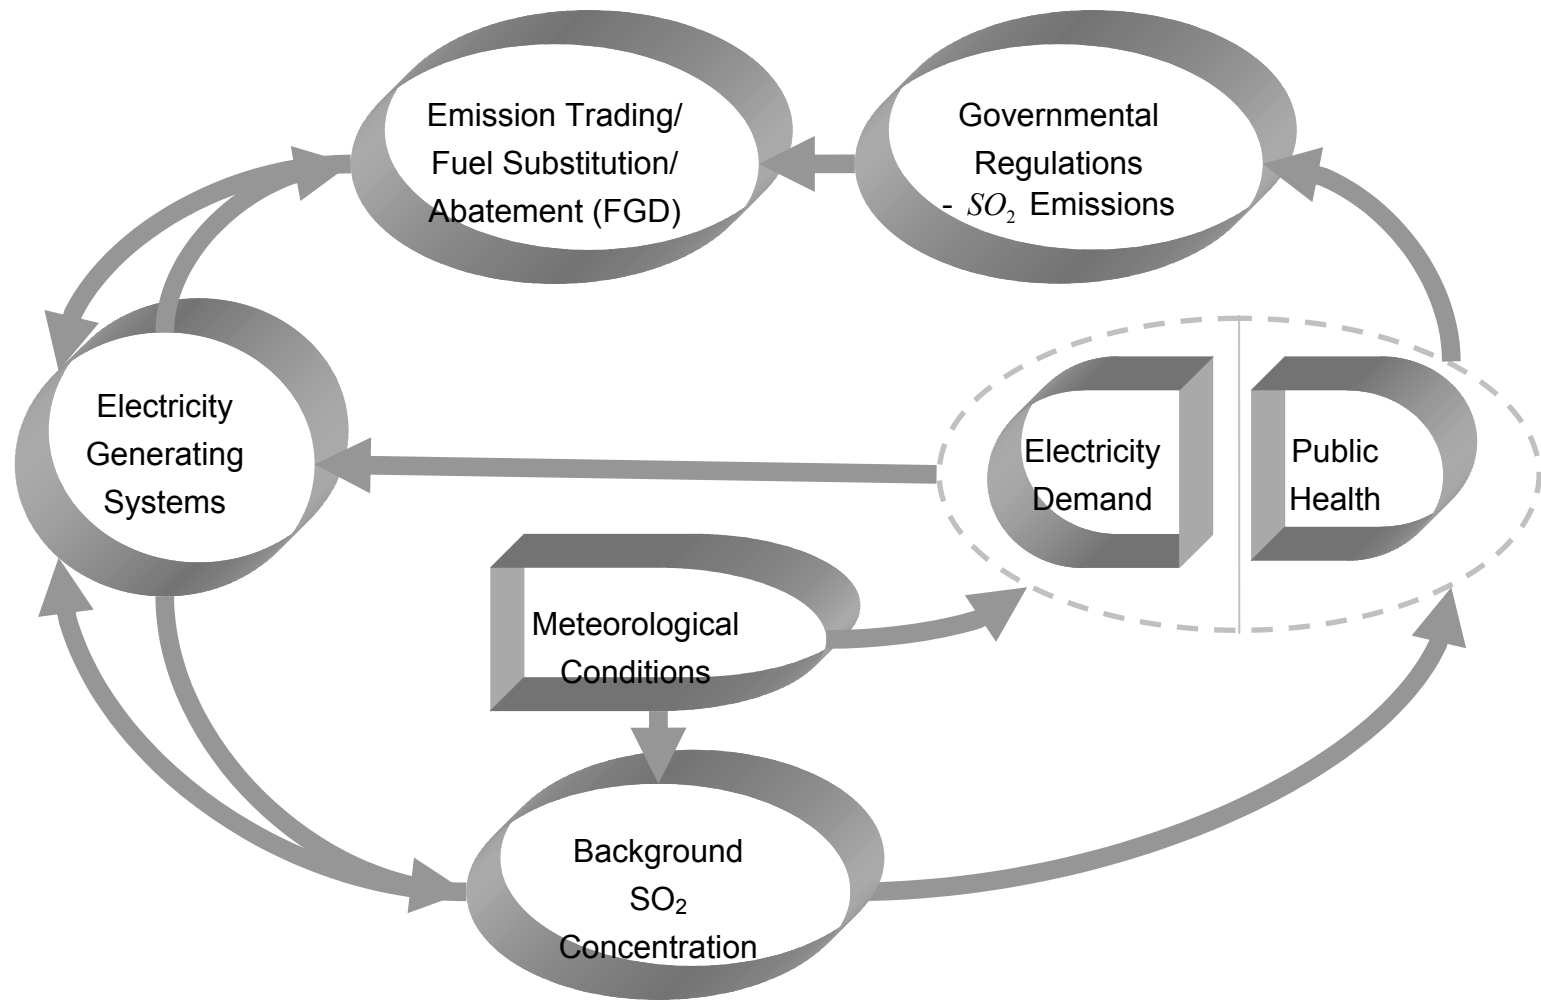 Emission Trading/
Fuel Substitution/
Abatement (FGD)
Governmental
Regulations
- SO₂ Emissions
Electricity
Generating
Systems
Electricity
Demand
Public
Health
Meteorological
Conditions
Background
SO₂
Concentration